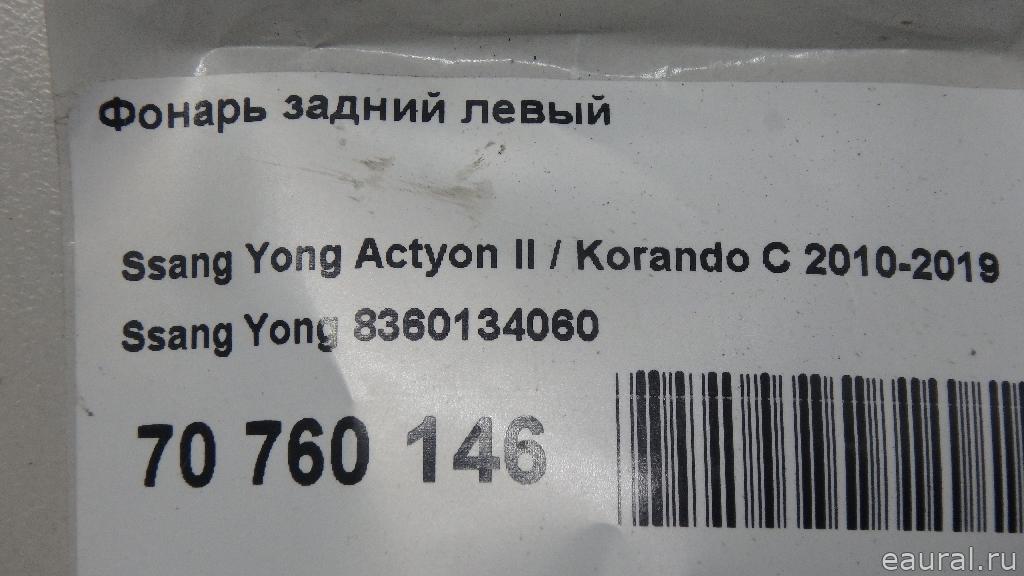 Фонарь задний левый
Ssang Yong Actyon II / Korando C 2010-2019
Ssang Yong 8360134060
70 760 146
eaural.ru